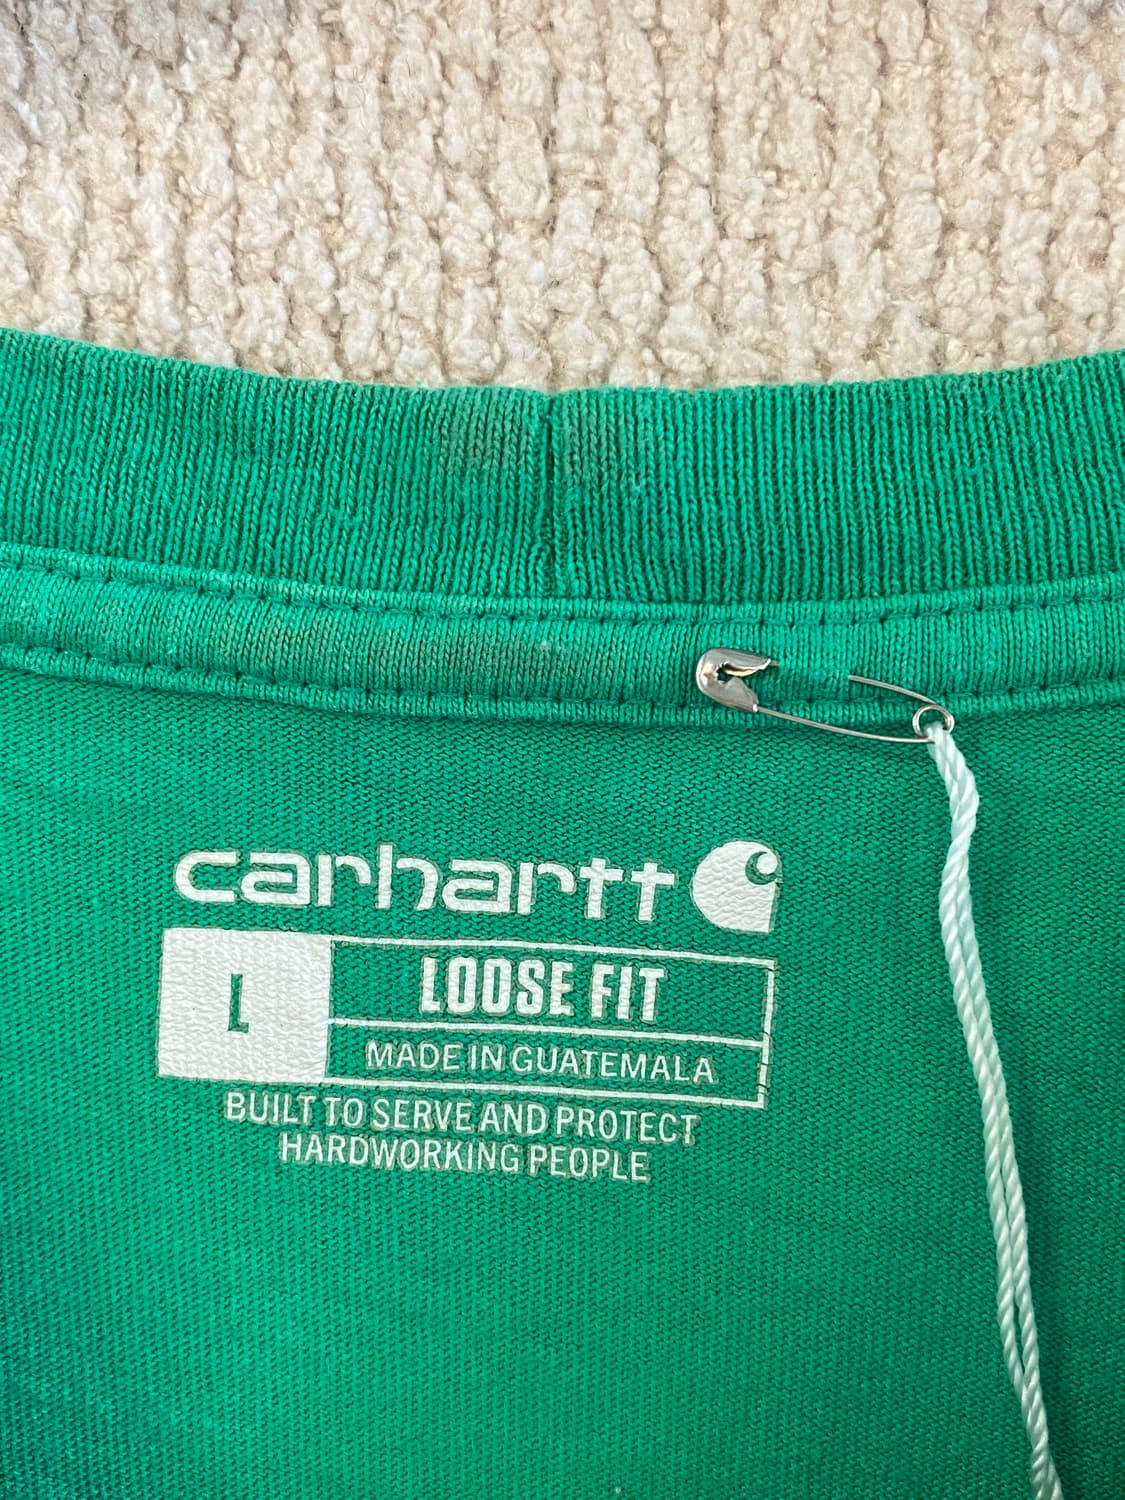 carhartt
L
LOOSE FIT
MADE IN GUATEMALA
BUILT TO SERVE AND PROTECT
HARDWORKING PEOPLE